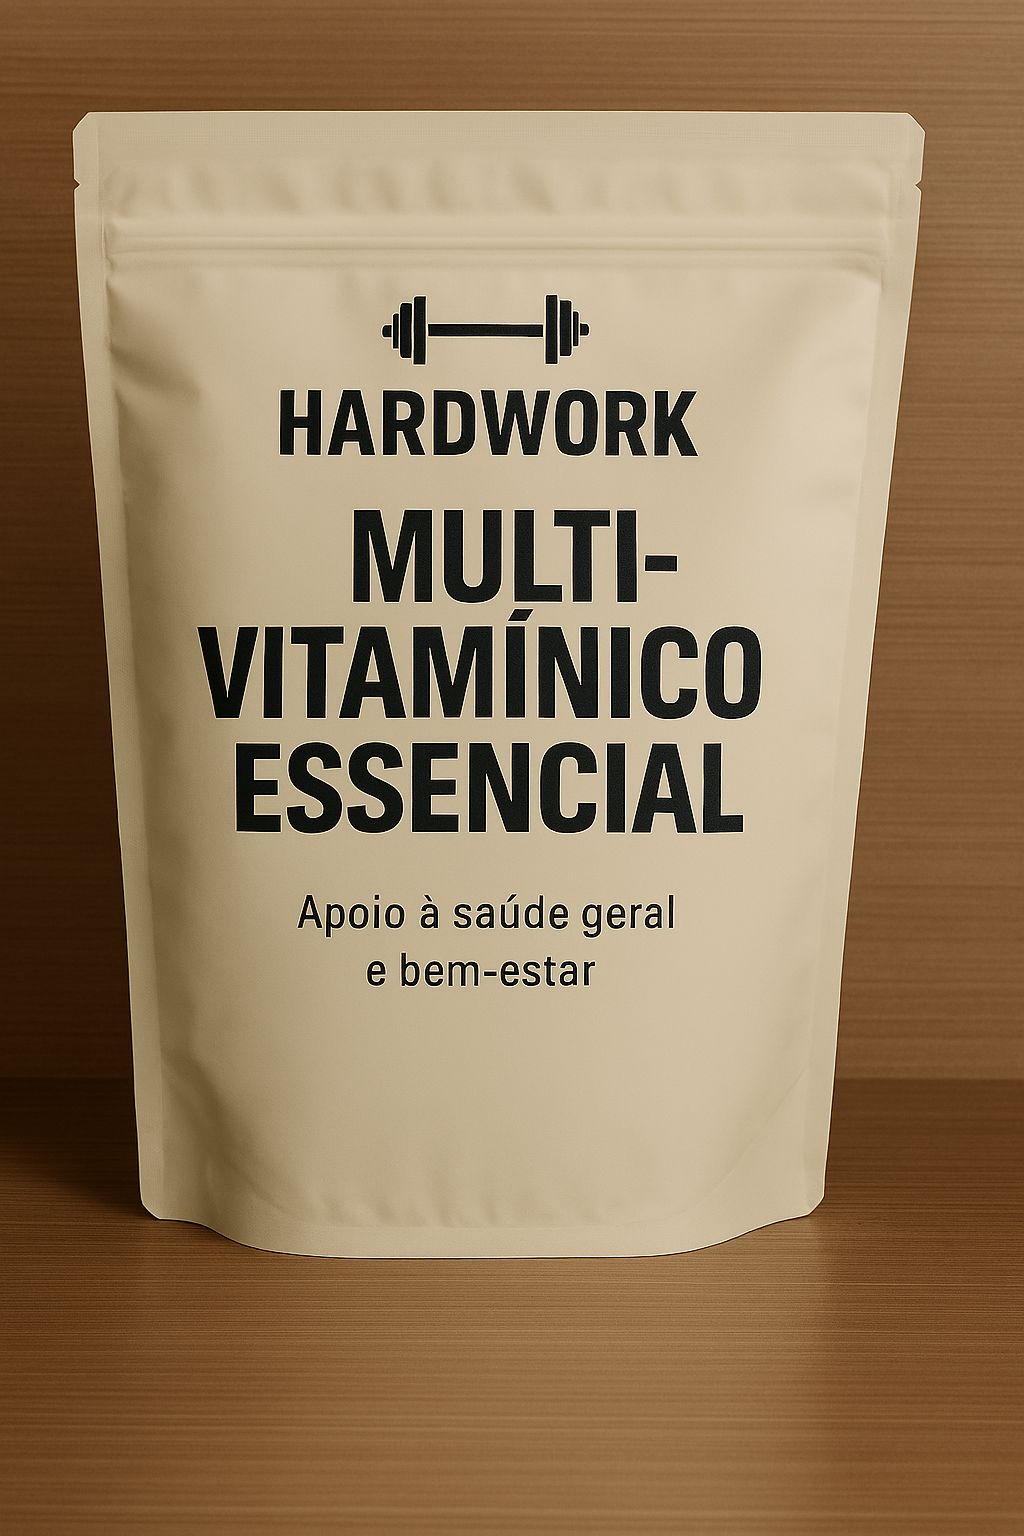 HARDWORK
MULTI-
VITAMÍNICO
ESSENCIAL
Apoio à saúde geral
e bem-estar